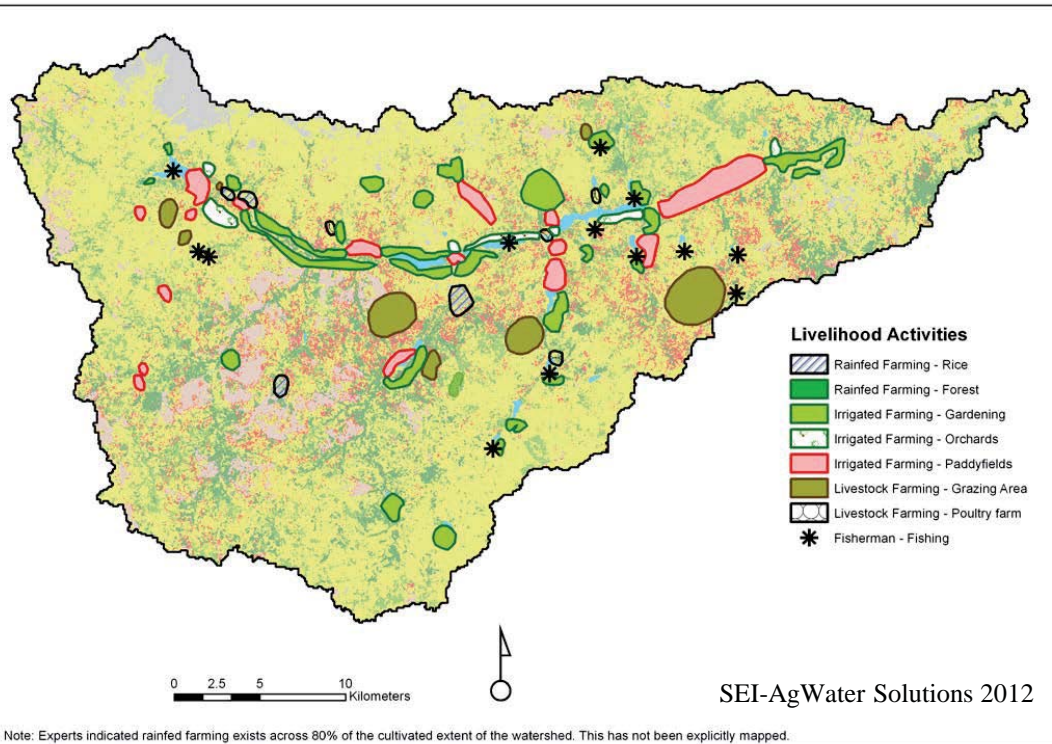 Livelihood Activities
Rainfed Farming - Rice
Rainfed Farming - Forest
Irrigated Farming - Gardening
Irrigated Farming - Orchards
Irrigated Farming - Paddyfields
Livestock Farming - Grazing Area
Livestock Farming - Poultry farm
Fisherman - Fishing
0 2.5 5 10
Kilometers
SEI-AgWater Solutions 2012
Note: Experts indicated rainfed farming exists across 80% of the cultivated extent of the watershed. This has not been explicitly mapped.